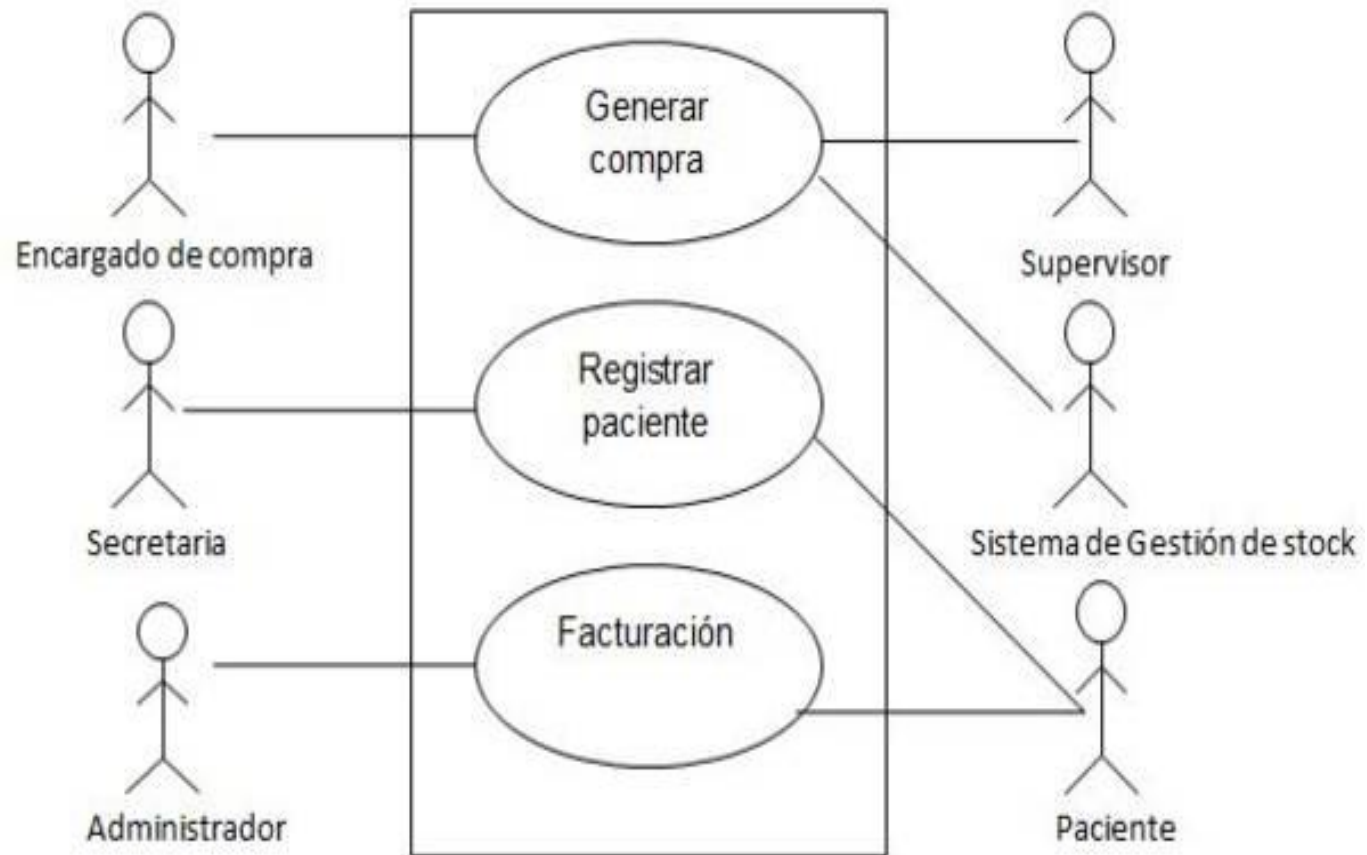 Generar
compra
Encargado de compra
Supervisor
Registrar
paciente
Secretaria
Sistema de Gestión de stock
Facturación
Administrador
Paciente